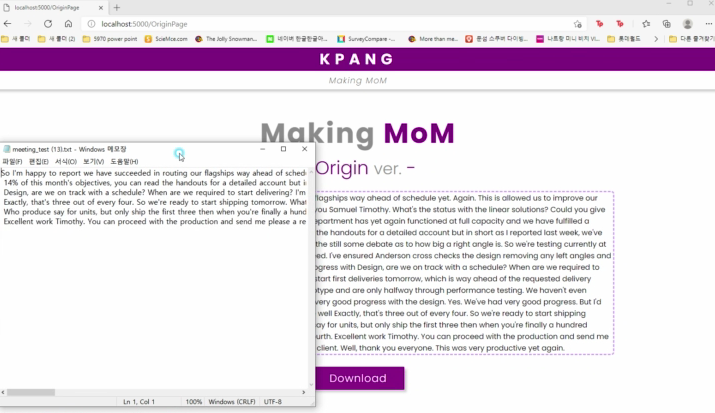 localhost:5000/OriginPage
localhost:5000/OriginPage
새 폴더
새 폴더 (2)
5970 power point
ScieMce.com
The Jolly Snowman...
네이버 한글한글아...
SurveyCompare -...
More than me...
문섬 스쿠버 다이빙...
나트랑 미니 비치 Vi...
롯데월드
다른 즐겨찾기
KPANG
Making MoM
Making MoM
Origin ver. -
meeting_test (13).txt - Windows 메모장
파일(F) 편집(E) 서식(O) 보기(V) 도움말(H)
So I'm happy to report we have succeeded in routing our flagships way ahead of sched
14% of this month's objectives, you can read the handouts for a detailed account but i
Design, are we on track with a schedule? When are we required to start delivering? I'm
Exactly, that's three out of every four. So we're ready to start shipping tomorrow. What
Who produce say for units, but only ship the first three then when you're finally a hund
Excellent work Timothy. You can proceed with the production and send me please a re
Ln 1, Col 1 100% Windows (CRLF) UTF-8
flagships way ahead of schedule yet. Again. This is allowed us to improve our
you Samuel Timothy. What's the status with the linear solutions? Could you give
epartment has yet again functioned at full capacity and we have fulfilled a
the handouts for a detailed account but in short as I reported last week, we've
the still some debate as to how big a right angle is. So we're testing currently at
ed. I've ensured Anderson cross checks the design removing any left angles and
ogress with Design, are we on track with a schedule? When are we required to
start first deliveries tomorrow, which is way ahead of the requested delivery
otype and are only halfway through performance testing. We haven't even
very good progress with the design. Yes. We've had very good progress. But I'd
well Exactly, that's three out of every four. So we're ready to start shipping
ay for units, but only ship the first three then when you're finally a hundred
urth. Excellent work Timothy. You can proceed with the production and send me
client. Well, thank you everyone. This was very productive yet again.
Download